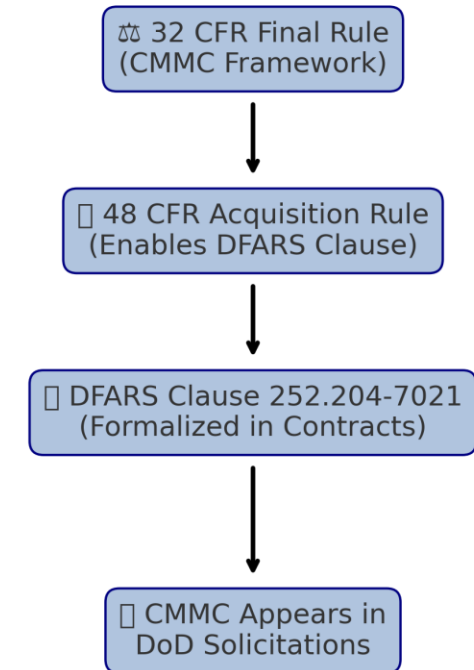 ⚖ 32 CFR Final Rule
(CMMC Framework)
48 CFR Acquisition Rule
(Enables DFARS Clause)
DFARS Clause 252.204-7021
(Formalized in Contracts)
CMMC Appears in
DoD Solicitations